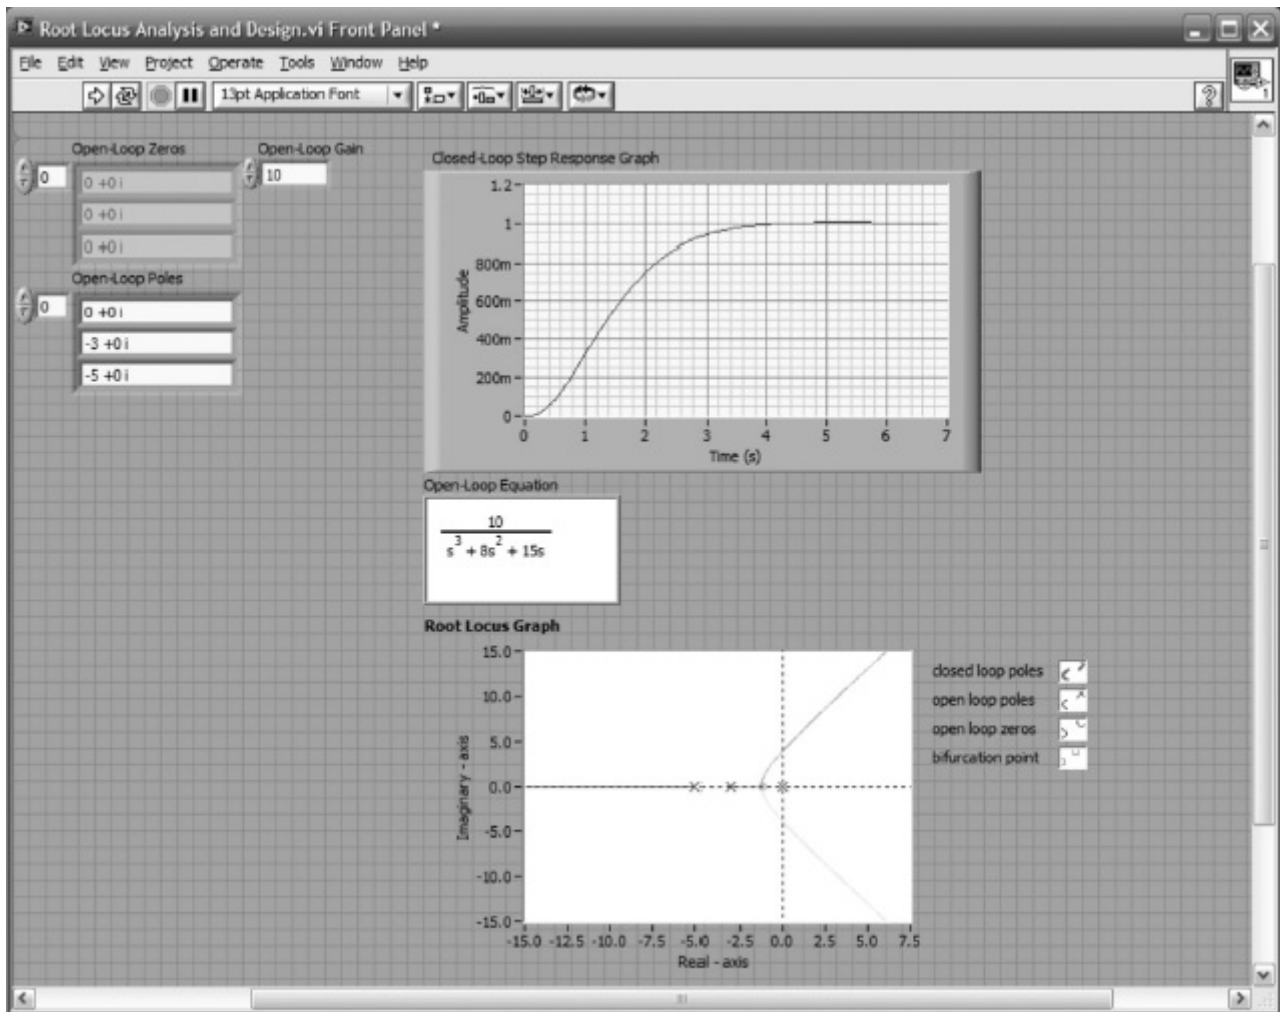 Root Locus Analysis and Design.vi Front Panel *
File Edit View Project Operate Tools Window Help
13pt Application Font
?
1
Open-Loop Zeros
0
0 +0 i
0 +0 i
0 +0 i
Open-Loop Gain
10
Open-Loop Poles
0
0 +0 i
-3 +0 i
-5 +0 i
Closed-Loop Step Response Graph
1.2
1
800m
600m
400m
200m
0
Amplitude
0 1 2 3 4 5 6 7
Time (s)
Open-Loop Equation
10
s^3 + 8s^2 + 15s
Root Locus Graph
15.0
10.0
5.0
0.0
-5.0
-10.0
-15.0
Imaginary - axis
-15.0 -12.5 -10.0 -7.5 -5.0 -2.5 0.0 2.5 5.0 7.5
Real - axis
closed loop poles
open loop poles
open loop zeros
bifurcation point